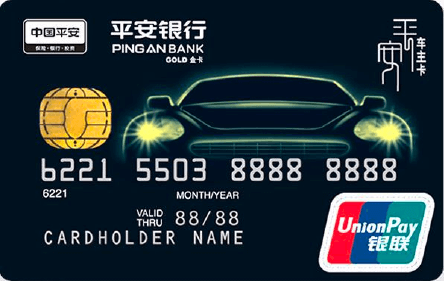 中国平安
保险·银行·投资
平安银行
PING AN BANK
GOLD 金卡
平安
车主卡
6221 5503 8888 8888
6221
MONTH/YEAR
VALID THRU 88/88
CARDHOLDER NAME
UnionPay
银联